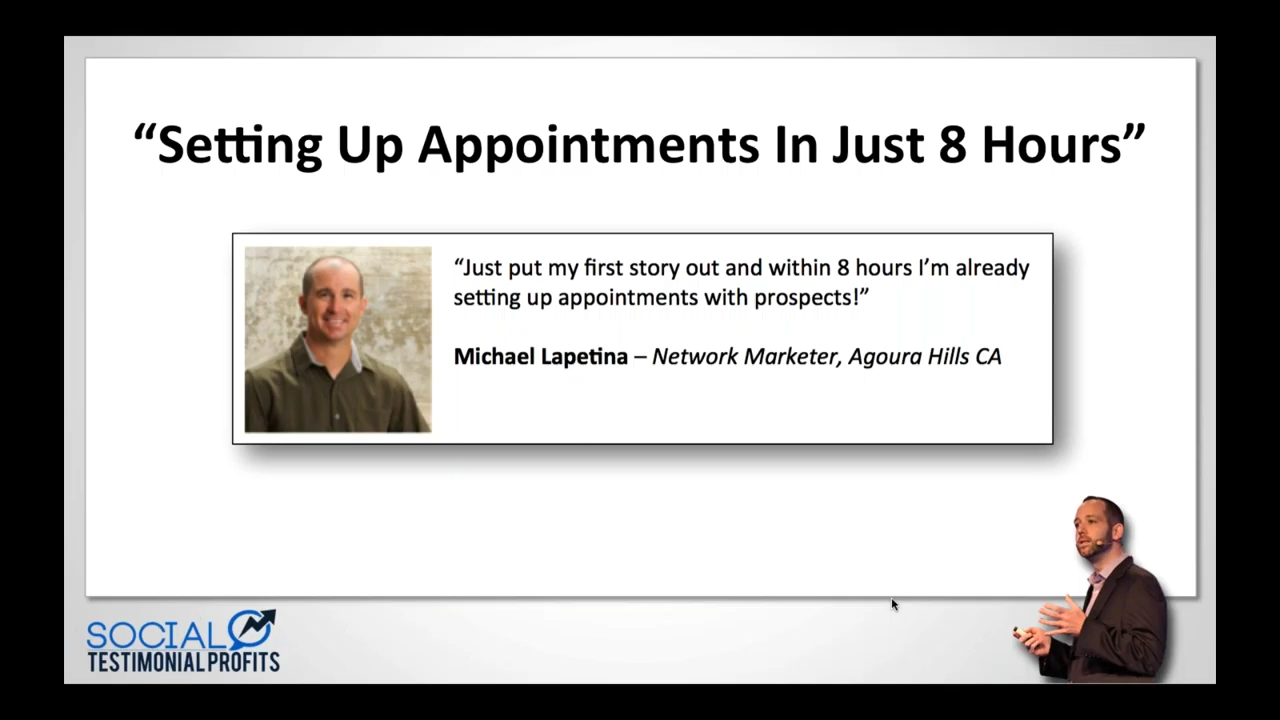 “Setting Up Appointments In Just 8 Hours”
“Just put my first story out and within 8 hours I’m already
setting up appointments with prospects!”
Michael Lapetina – Network Marketer, Agoura Hills CA
SOCIAL
TESTIMONIAL PROFITS